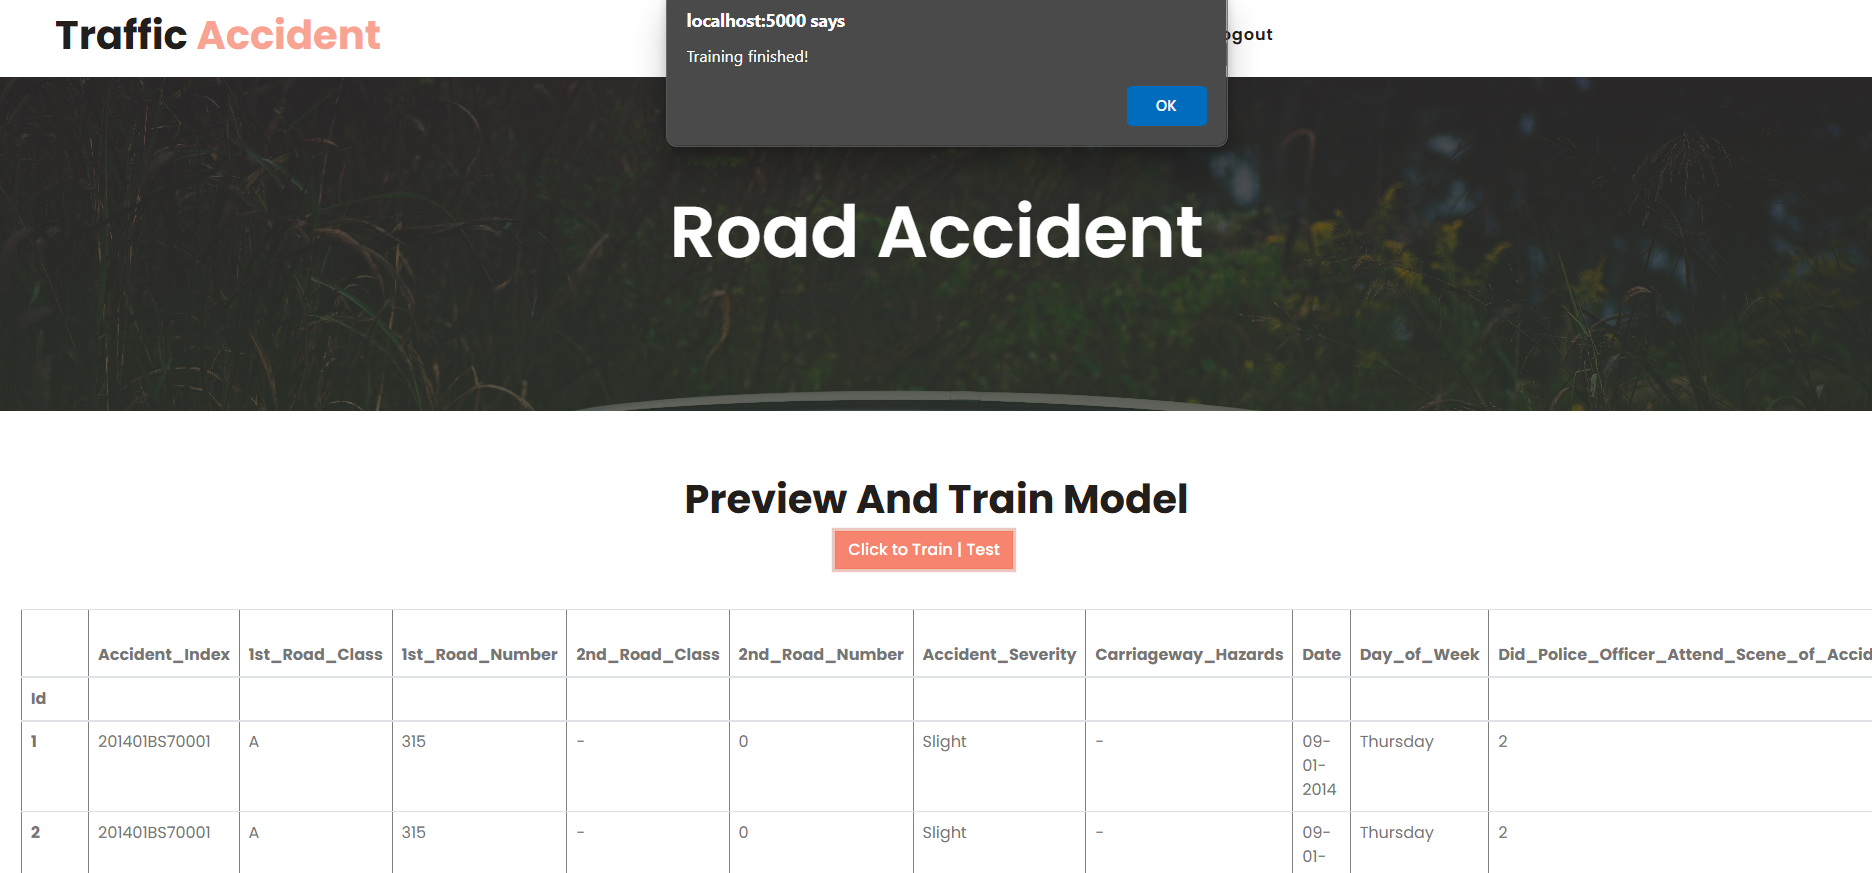 Traffic Accident
localhost:5000 says
Training finished!
OK
ogout
Road Accident
Preview And Train Model
Click to Train | Test
Accident_Index 1st_Road_Class 1st_Road_Number 2nd_Road_Class 2nd_Road_Number Accident_Severity Carriageway_Hazards Date Day_of_Week Did_Police_Officer_Attend_Scene_of_Accid
Id
1 201401BS70001 A 315 - 0 Slight - 09-01-2014 Thursday 2
2 201401BS70001 A 315 - 0 Slight - 09-01- Thursday 2